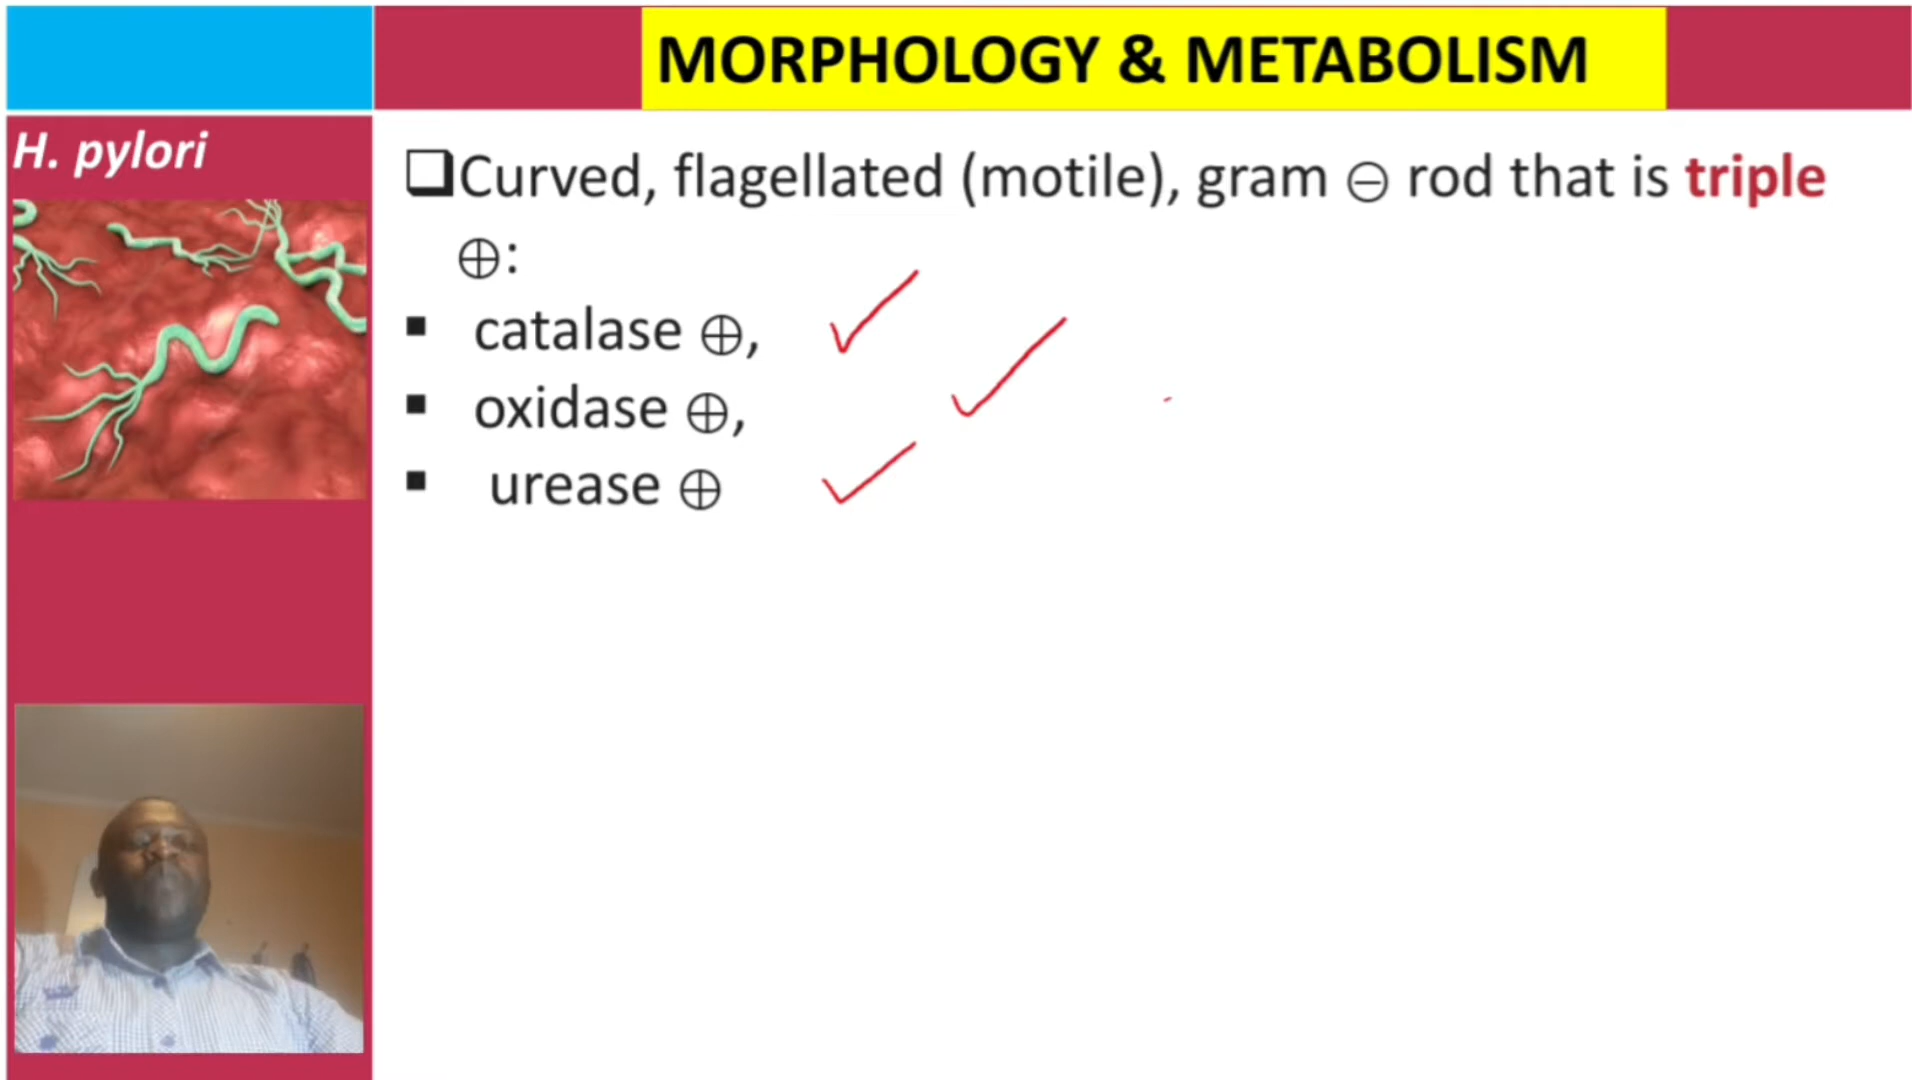 MORPHOLOGY & METABOLISM
H. pylori
❑Curved, flagellated (motile), gram ⊖ rod that is triple
⊕:
▪ catalase ⊕,
▪ oxidase ⊕,
▪ urease ⊕